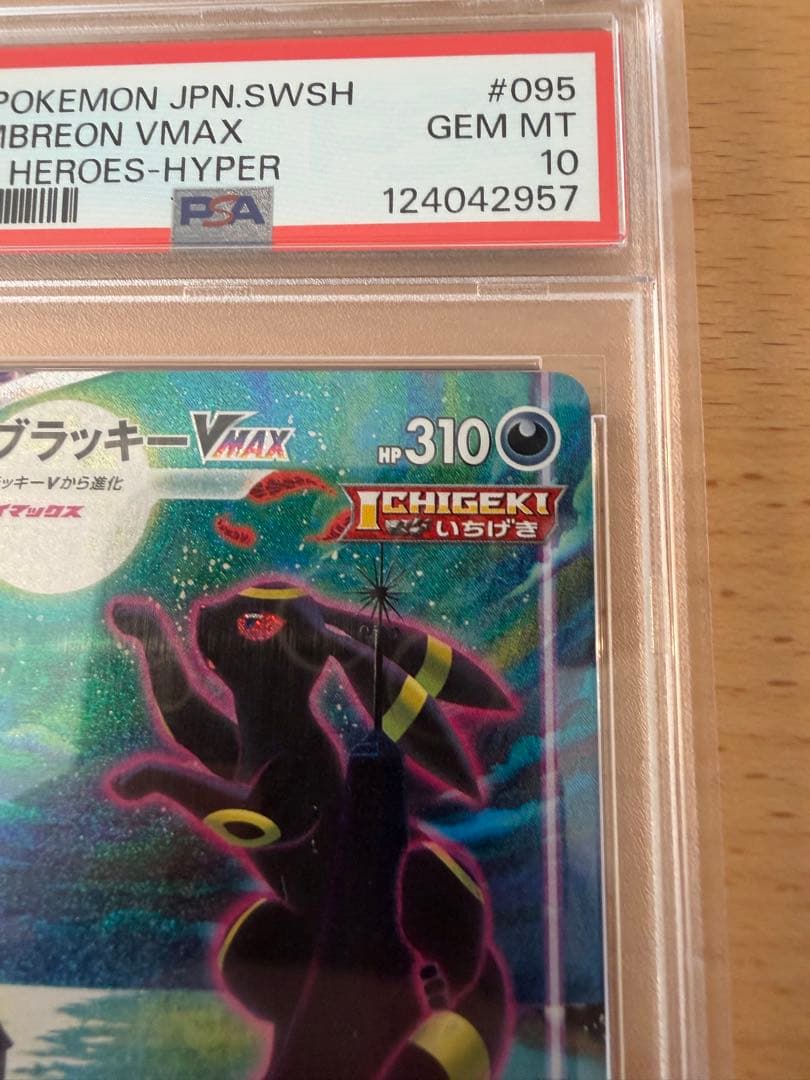 POKEMON JPN.SWSH #095
MBREON VMAX GEM MT
HEROES-HYPER 10
PSA 124042957
ブラッキーVMAX HP310
ッキーVから進化
イマックス
ICHIGEKI
いちげき